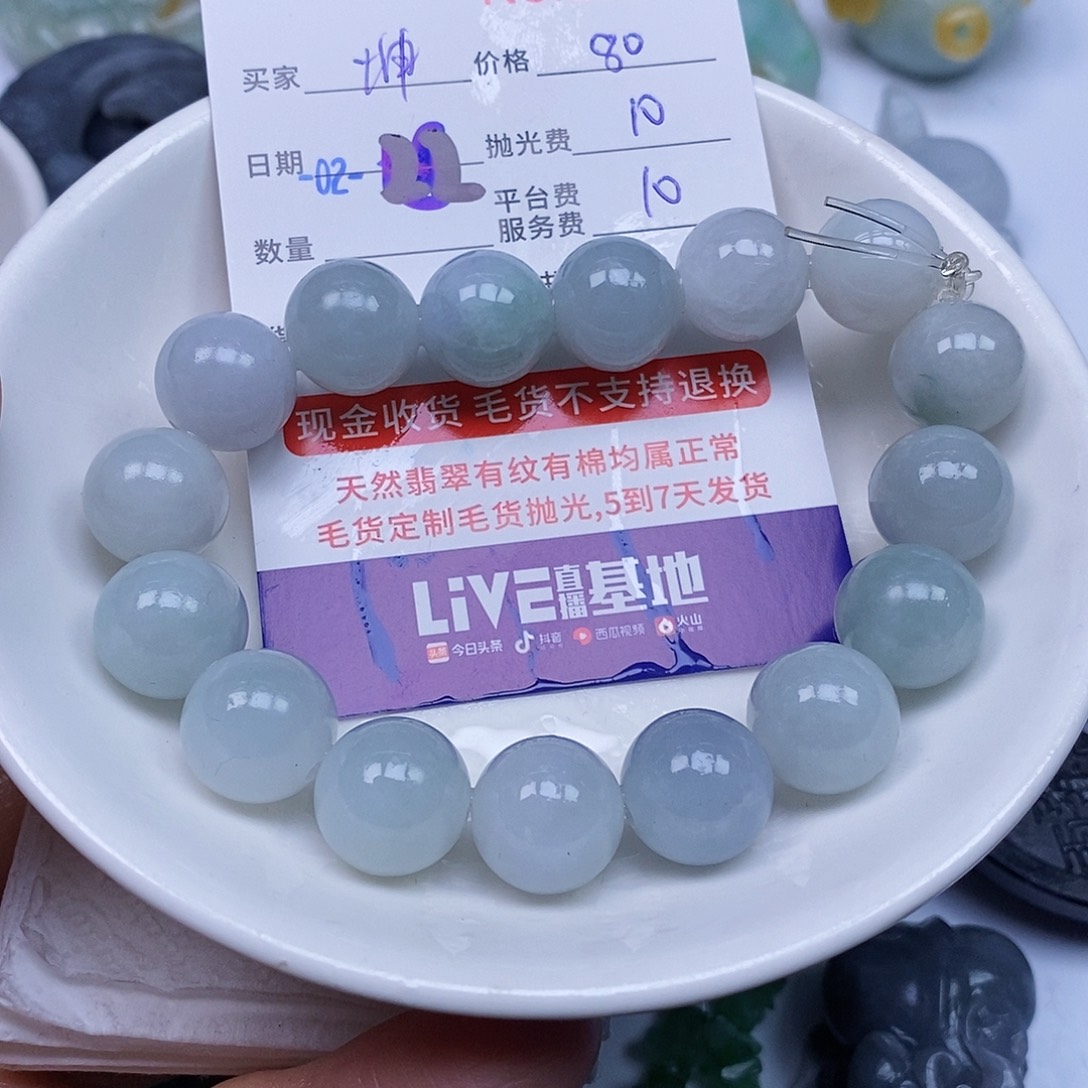 买家 坤 价格 80
日期 -02- 抛光费 10
平台费
服务费 10
数量
现金收货 毛货不支持退换
天然翡翠有纹有棉均属正常
毛货定制毛货抛光,5到7天发货
LiVE直播基地
头条 今日头条 抖音 西瓜视频 火山